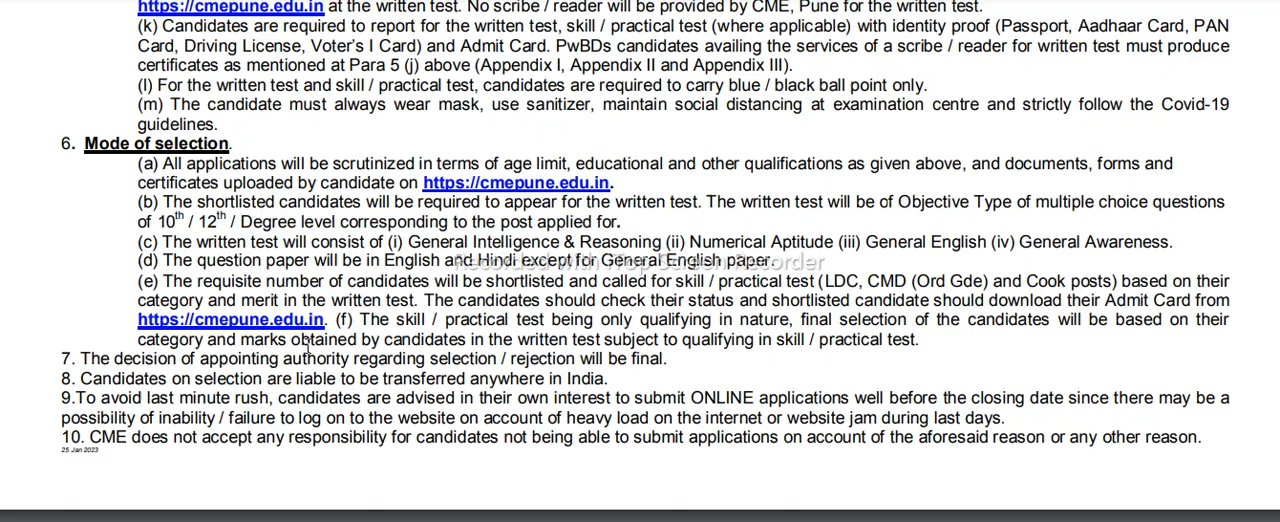 https://cmepune.edu.in at the written test. No scribe / reader will be provided by CME, Pune for the written test.
(k) Candidates are required to report for the written test, skill / practical test (where applicable) with identity proof (Passport, Aadhaar Card, PAN
Card, Driving License, Voter's I Card) and Admit Card. PwBDs candidates availing the services of a scribe / reader for written test must produce
certificates as mentioned at Para 5 (j) above (Appendix I, Appendix II and Appendix III).
(l) For the written test and skill / practical test, candidates are required to carry blue / black ball point only.
(m) The candidate must always wear mask, use sanitizer, maintain social distancing at examination centre and strictly follow the Covid-19
guidelines.
6. Mode of selection.
(a) All applications will be scrutinized in terms of age limit, educational and other qualifications as given above, and documents, forms and
certificates uploaded by candidate on https://cmepune.edu.in.
(b) The shortlisted candidates will be required to appear for the written test. The written test will be of Objective Type of multiple choice questions
of 10th / 12th / Degree level corresponding to the post applied for.
(c) The written test will consist of (i) General Intelligence & Reasoning (ii) Numerical Aptitude (iii) General English (iv) General Awareness.
(d) The question paper will be in English and Hindi except for General English paper.
Recorded with iTop Screen Recorder
(e) The requisite number of candidates will be shortlisted and called for skill / practical test (LDC, CMD (Ord Gde) and Cook posts) based on their
category and merit in the written test. The candidates should check their status and shortlisted candidate should download their Admit Card from
https://cmepune.edu.in. (f) The skill / practical test being only qualifying in nature, final selection of the candidates will be based on their
category and marks obtained by candidates in the written test subject to qualifying in skill / practical test.
7. The decision of appointing authority regarding selection / rejection will be final.
8. Candidates on selection are liable to be transferred anywhere in India.
9.To avoid last minute rush, candidates are advised in their own interest to submit ONLINE applications well before the closing date since there may be a
possibility of inability / failure to log on to the website on account of heavy load on the internet or website jam during last days.
10. CME does not accept any responsibility for candidates not being able to submit applications on account of the aforesaid reason or any other reason.
25 Jan 2023